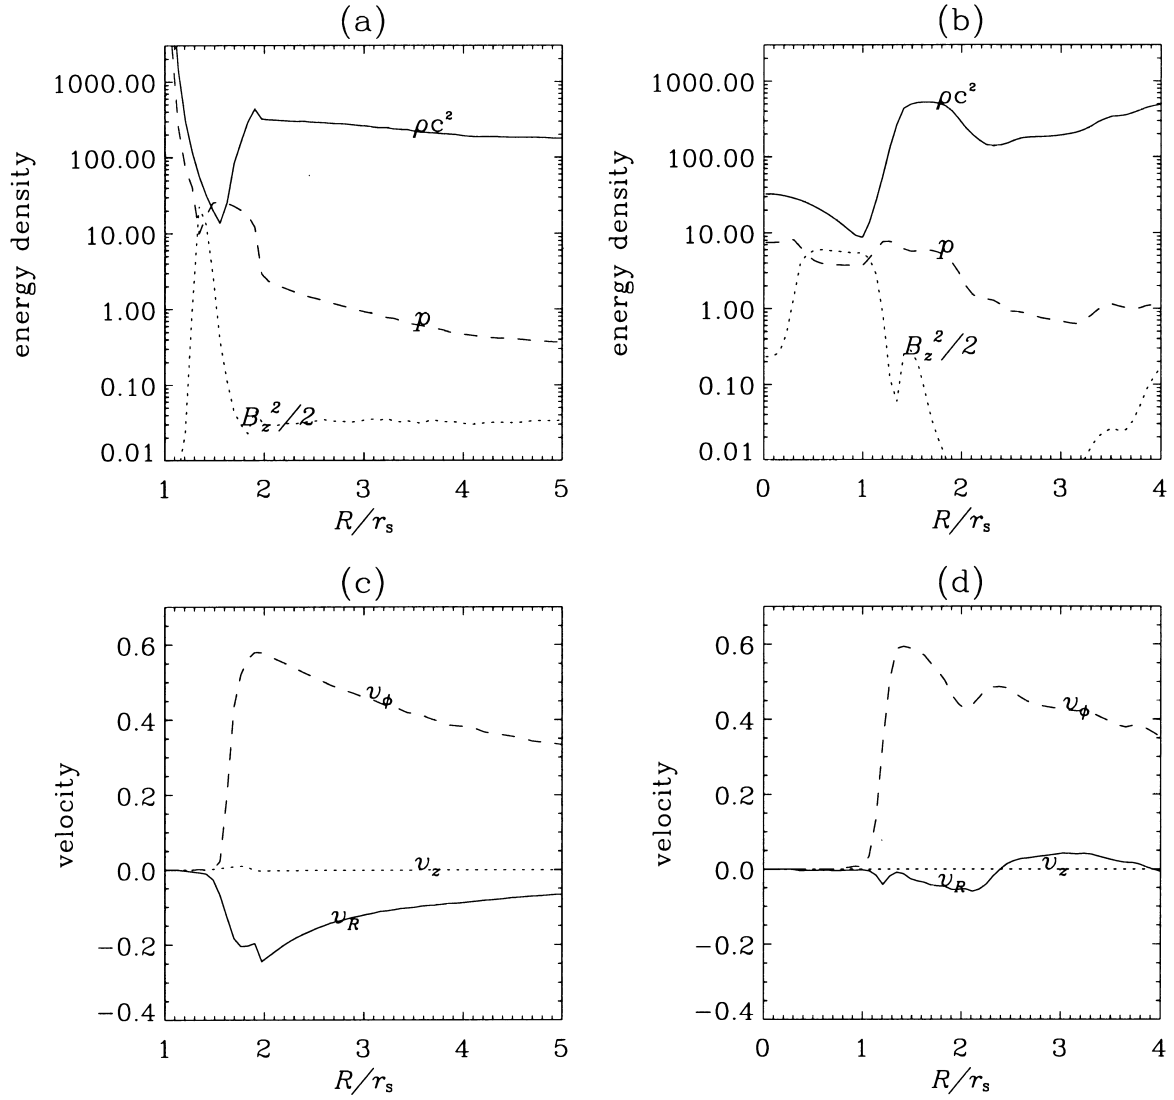 (a)
energy density
1000.00
100.00
10.00
1.00
0.10
0.01
ρc²
p
B_z²/2
1 2 3 4 5
R/r_s
(b)
energy density
1000.00
100.00
10.00
1.00
0.10
0.01
ρc²
p
B_z²/2
0 1 2 3 4
R/r_s
(c)
velocity
0.6
0.4
0.2
0.0
−0.2
−0.4
v_ϕ
v_z
v_R
1 2 3 4 5
R/r_s
(d)
velocity
0.6
0.4
0.2
0.0
−0.2
−0.4
v_ϕ
v_z
v_R
0 1 2 3 4
R/r_s